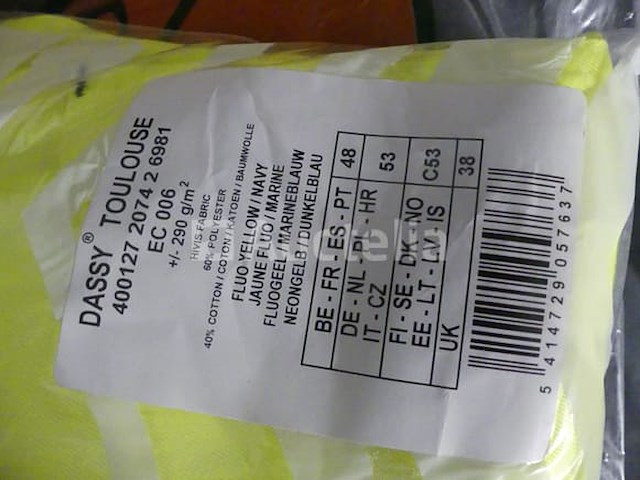 DASSY® TOULOUSE
400127 2074 2 6981
EC 006
+/- 290 g/m²
HIVIS FABRIC
60% POLYESTER
40% COTTON / COTON / KATOEN / BAUMWOLLE
FLUO YELLOW / NAVY
JAUNE FLUO / MARINE
FLUOGEEL / MARINEBLAUW
NEONGELB / DUNKELBLAU
BE - FR - ES - PT 48
DE - NL - PL - HR
IT - CZ 53
FI - SE - DK - NO
EE - LT - LV - IS C53
UK 38
5 414729 057637